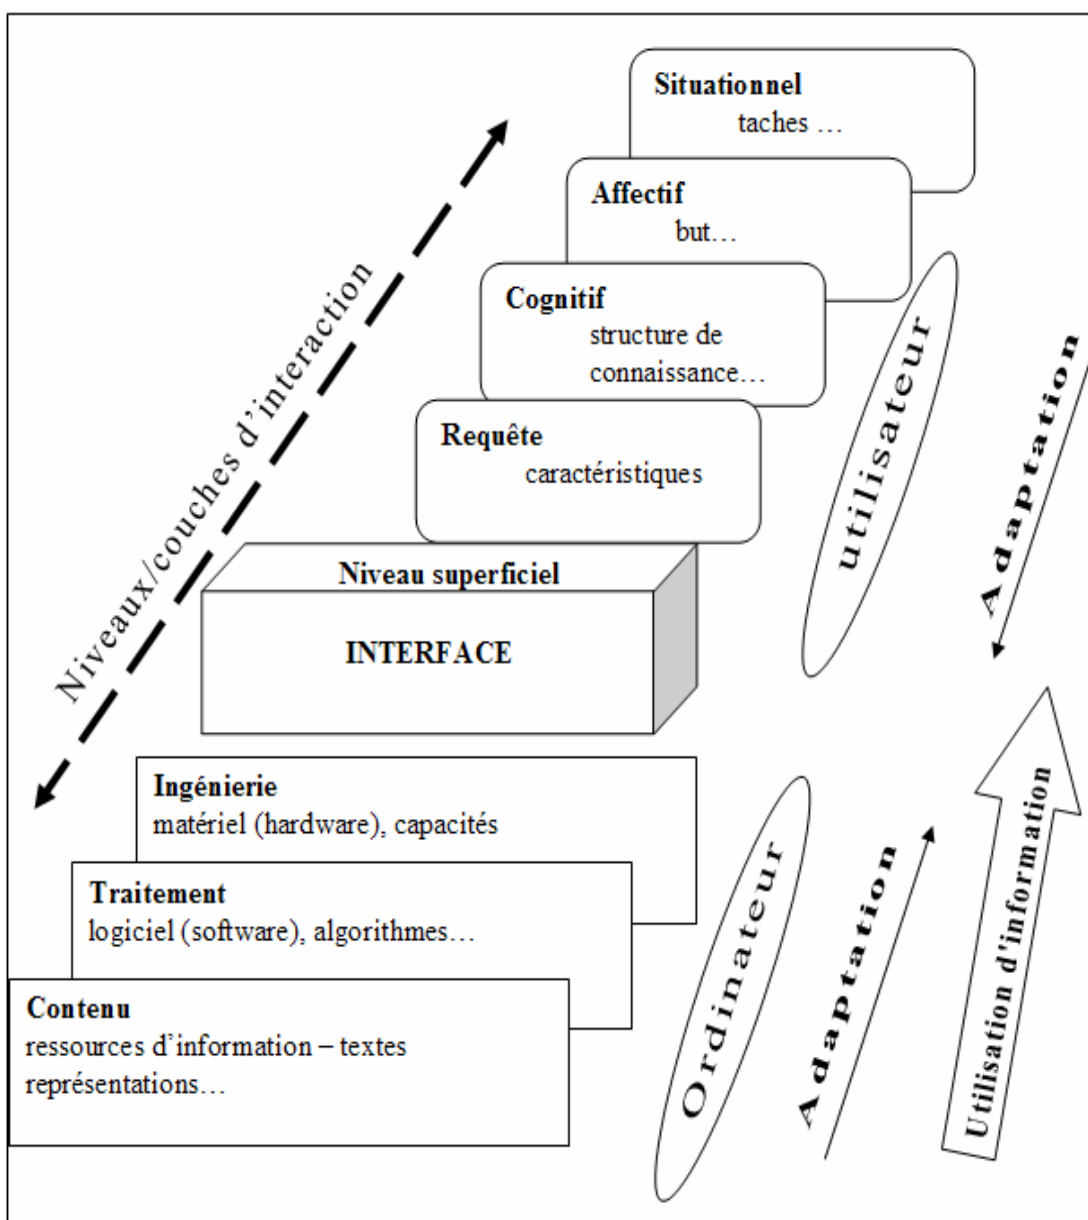 Situationnel
taches …
Affectif
but…
Cognitif
structure de
connaissance…
Requête
caractéristiques
Niveau superficiel
INTERFACE
Ingénierie
matériel (hardware), capacités
Traitement
logiciel (software), algorithmes…
Contenu
ressources d’information – textes
représentations…
Niveaux/couches d’interaction
utilisateur
Adaptation
Ordinateur
Adaptation
Utilisation d'information